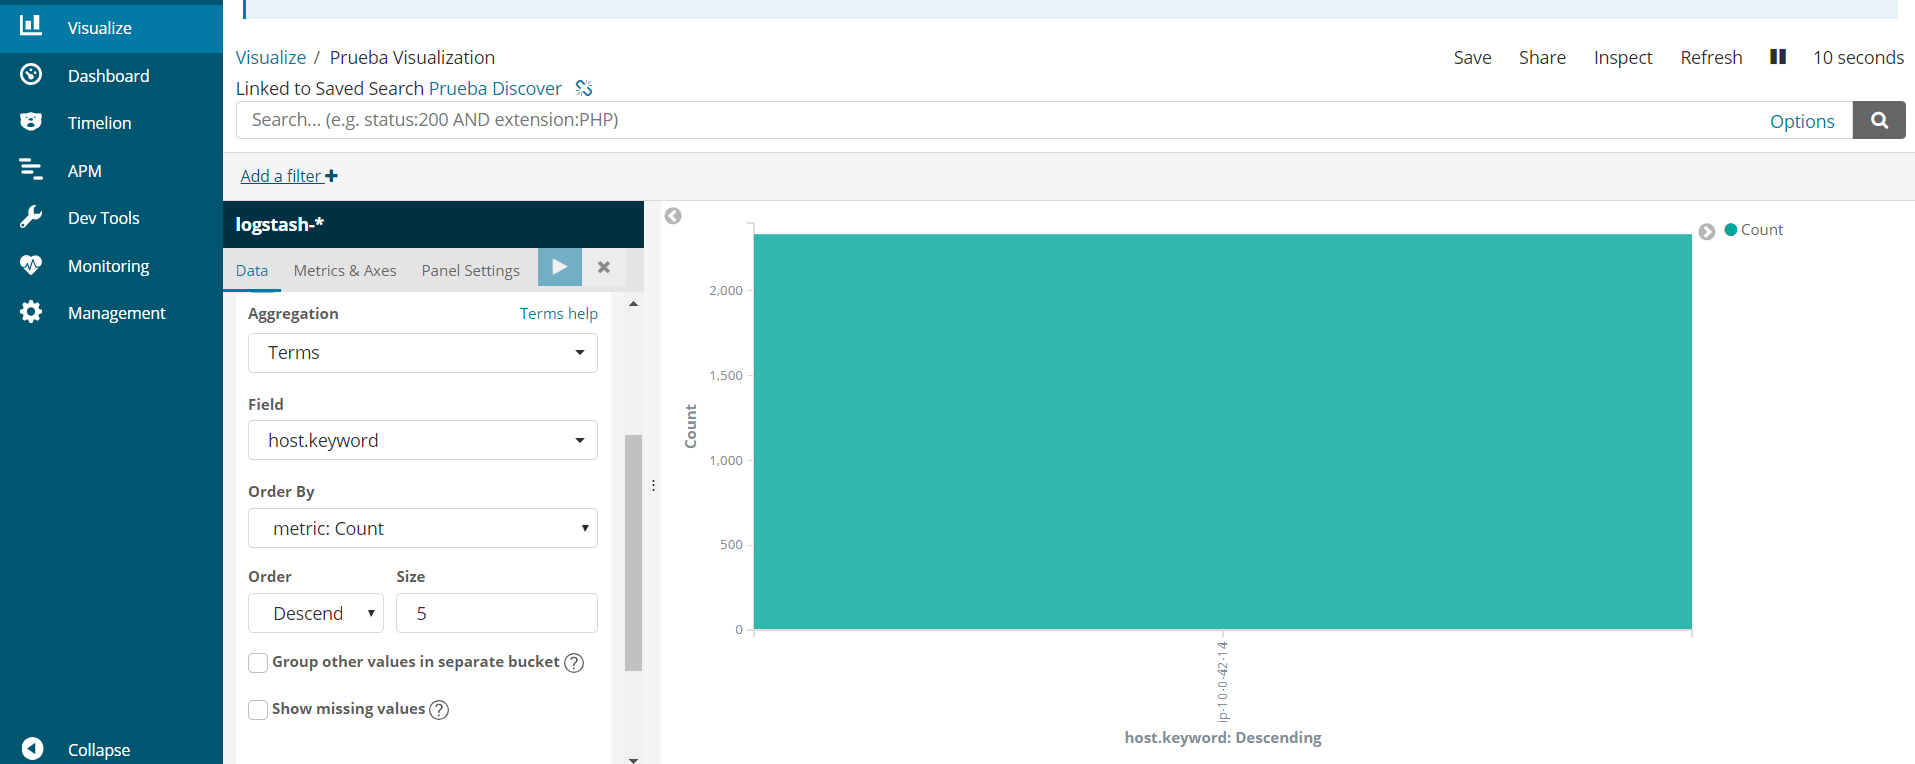 Visualize
Dashboard
Timelion
APM
Dev Tools
Monitoring
Management
Collapse
Visualize / Prueba Visualization
Save Share Inspect Refresh 10 seconds
Linked to Saved Search Prueba Discover
Search... (e.g. status:200 AND extension:PHP)
Options
Add a filter
logstash-*
Data Metrics & Axes Panel Settings
Aggregation Terms help
Terms
Field
host.keyword
Order By
metric: Count
Order Size
Descend 5
Group other values in separate bucket ?
Show missing values ?
Count
2,000
1,500
1,000
500
0
Count
ip-10-0-42-14
host.keyword: Descending